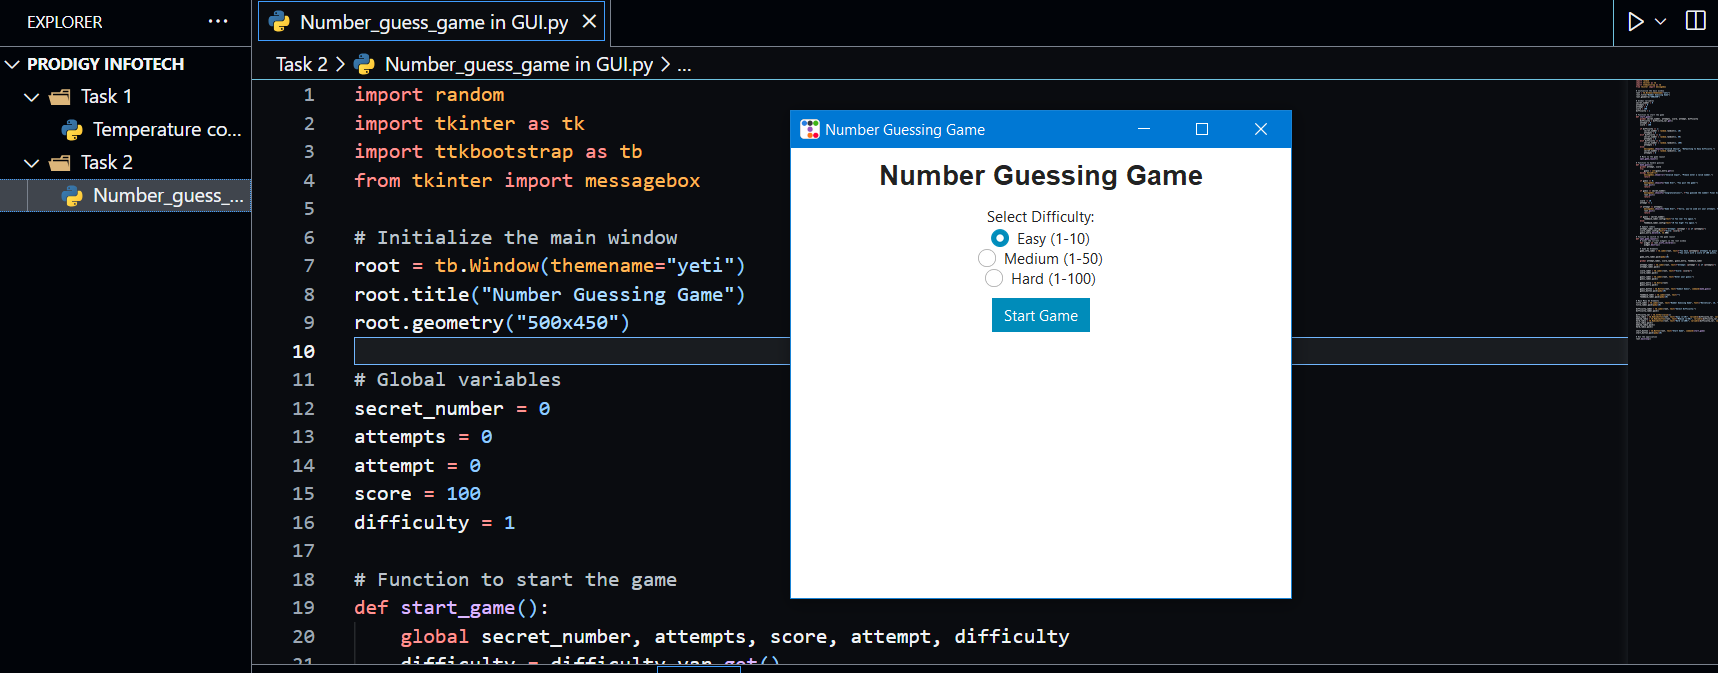 EXPLORER
PRODIGY INFOTECH
Task 1
Temperature co...
Task 2
Number_guess_...
Number_guess_game in GUI.py
Task 2 > Number_guess_game in GUI.py > ...
1 import random
2 import tkinter as tk
3 import ttkbootstrap as tb
4 from tkinter import messagebox
5
6 # Initialize the main window
7 root = tb.Window(themename="yeti")
8 root.title("Number Guessing Game")
9 root.geometry("500x450")
10
11 # Global variables
12 secret_number = 0
13 attempts = 0
14 attempt = 0
15 score = 100
16 difficulty = 1
17
18 # Function to start the game
19 def start_game():
20 global secret_number, attempts, score, attempt, difficulty
21 difficulty = difficulty_var.get()
Number Guessing Game
Number Guessing Game
Select Difficulty:
Easy (1-10)
Medium (1-50)
Hard (1-100)
Start Game